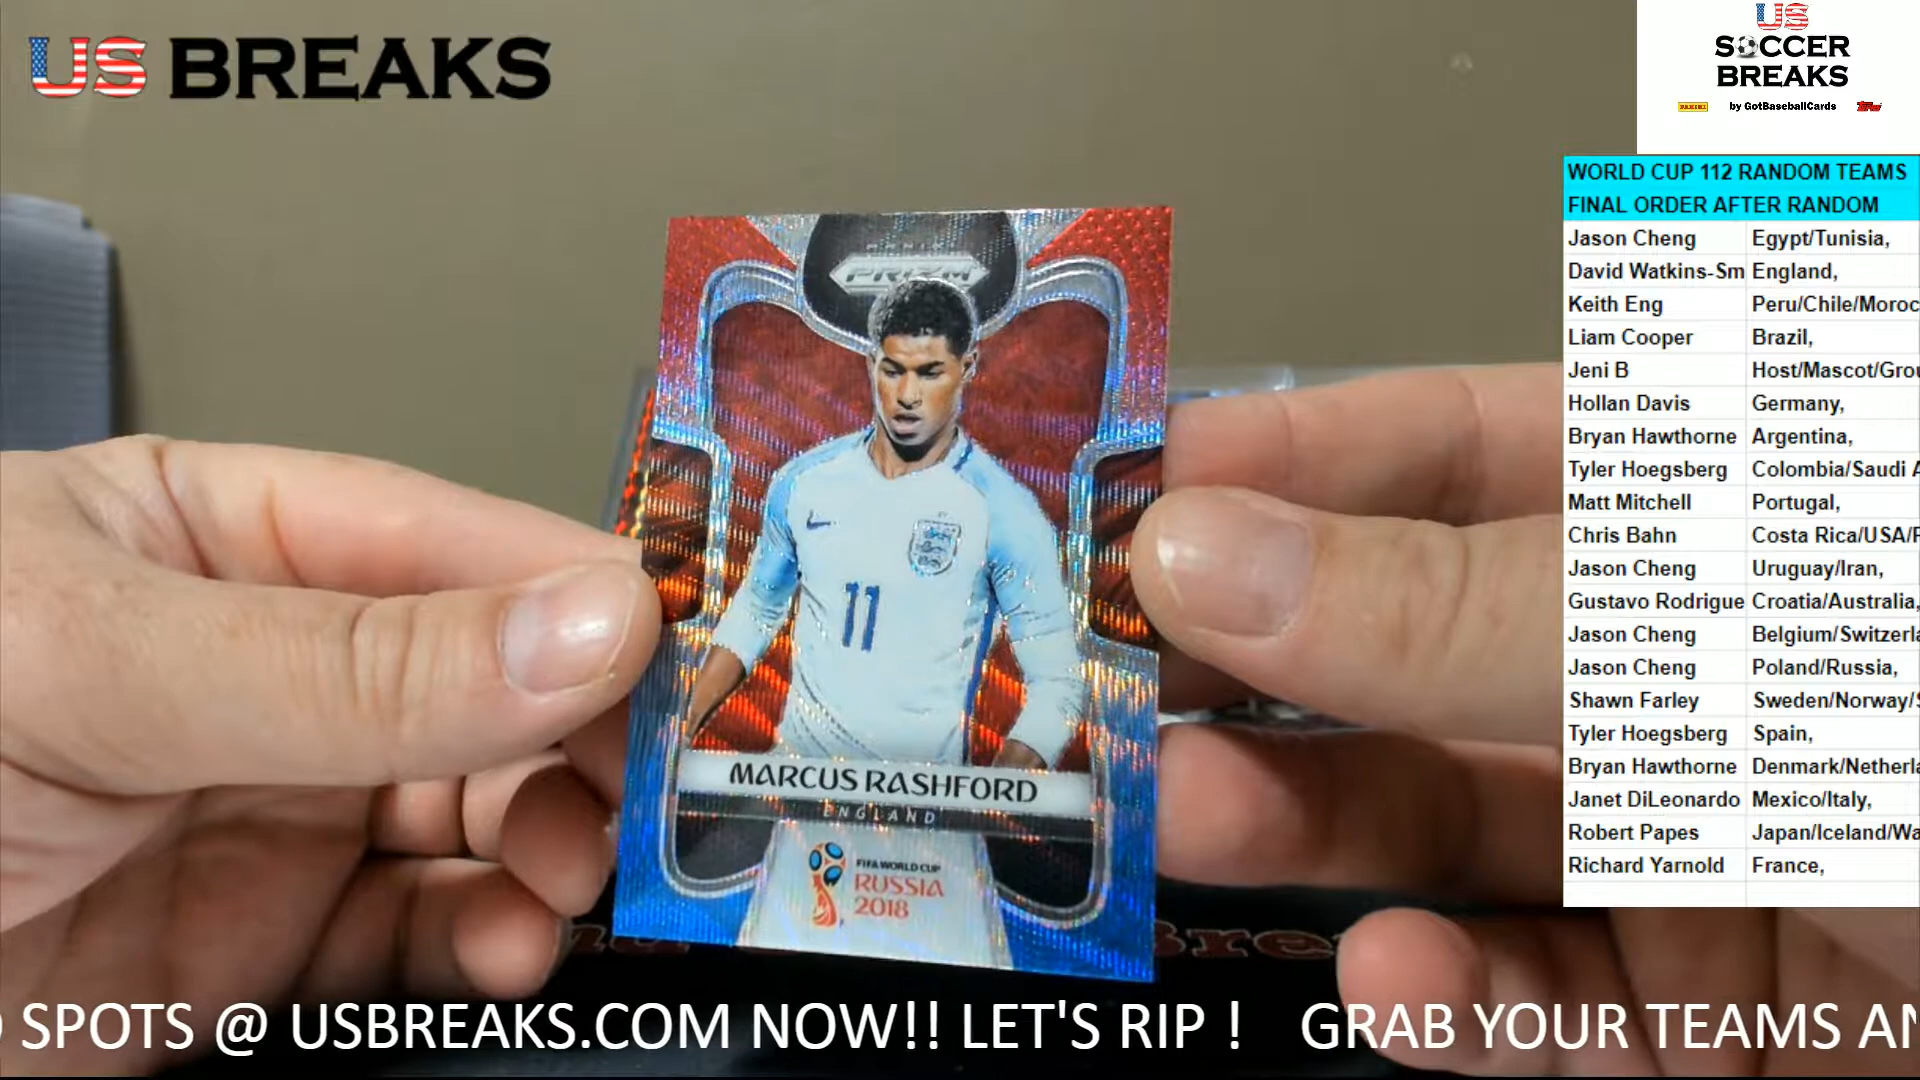 US BREAKS
US
SOCCER
BREAKS
PANINI by GotBaseballCards Topps
WORLD CUP 112 RANDOM TEAMS
FINAL ORDER AFTER RANDOM
Jason Cheng Egypt/Tunisia,
David Watkins-Sm England,
Keith Eng Peru/Chile/Moroc
Liam Cooper Brazil,
Jeni B Host/Mascot/Grou
Hollan Davis Germany,
Bryan Hawthorne Argentina,
Tyler Hoegsberg Colombia/Saudi A
Matt Mitchell Portugal,
Chris Bahn Costa Rica/USA/
Jason Cheng Uruguay/Iran,
Gustavo Rodrigue Croatia/Australia,
Jason Cheng Belgium/Switzerla
Jason Cheng Poland/Russia,
Shawn Farley Sweden/Norway/
Tyler Hoegsberg Spain,
Bryan Hawthorne Denmark/Netherla
Janet DiLeonardo Mexico/Italy,
Robert Papes Japan/Iceland/Wa
Richard Yarnold France,
PANINI
PRIZM
11
MARCUS RASHFORD
ENGLAND
FIFA WORLD CUP
RUSSIA
2018
SPOTS @ USBREAKS.COM NOW!! LET'S RIP ! GRAB YOUR TEAMS AN